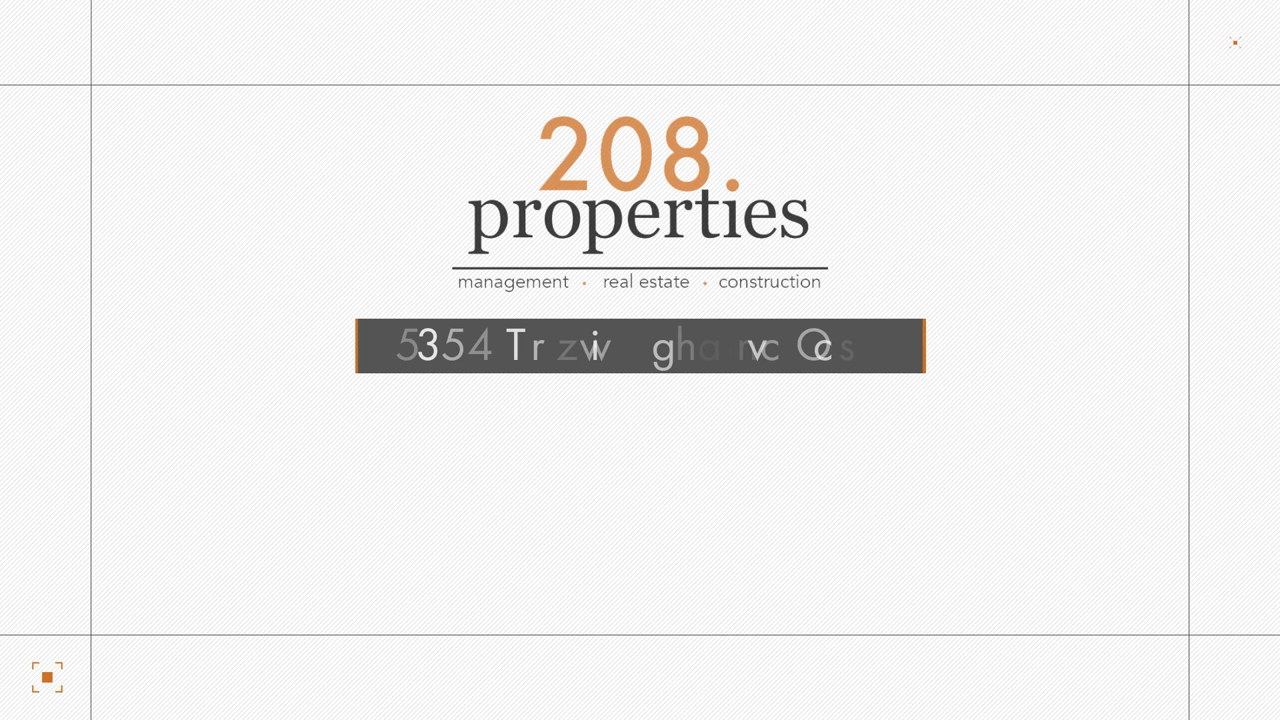 208.
properties
management • real estate • construction